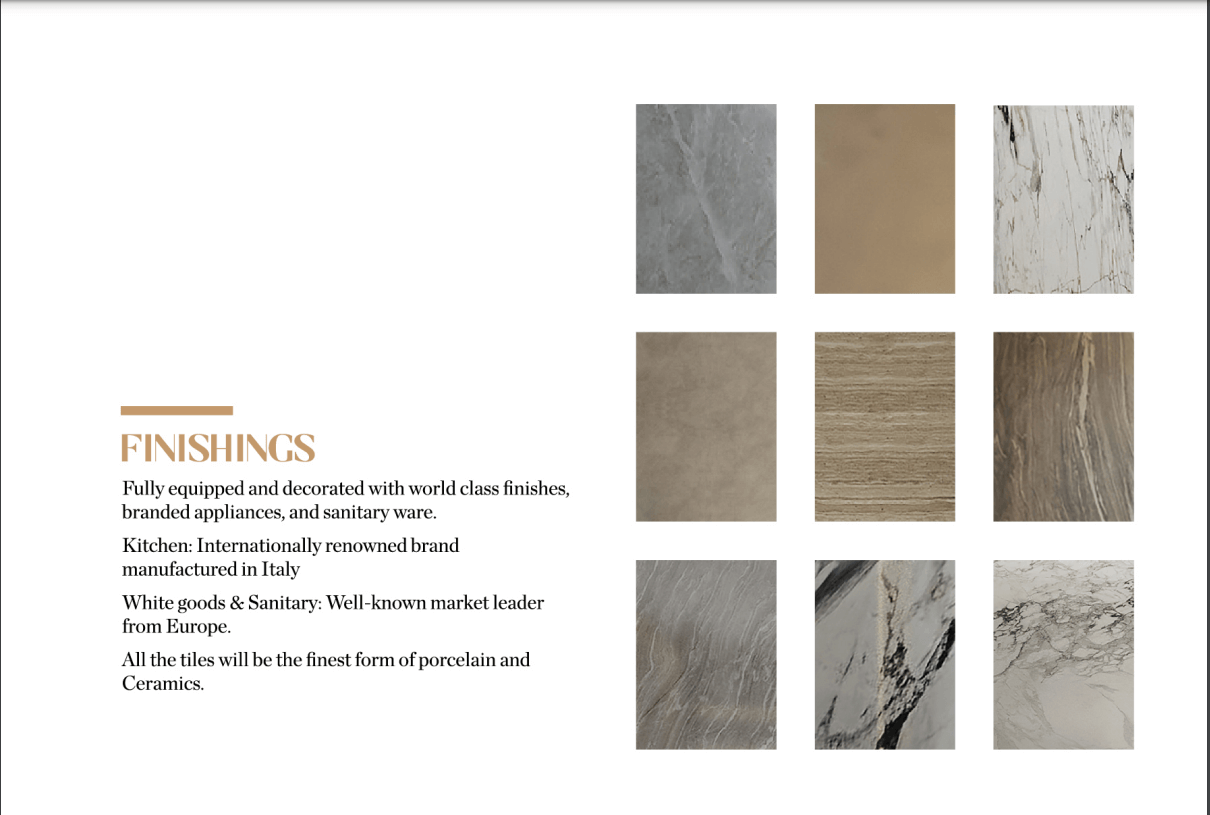 FINISHINGS
Fully equipped and decorated with world class finishes,
branded appliances, and sanitary ware.
Kitchen: Internationally renowned brand
manufactured in Italy
White goods & Sanitary: Well-known market leader
from Europe.
All the tiles will be the finest form of porcelain and
Ceramics.